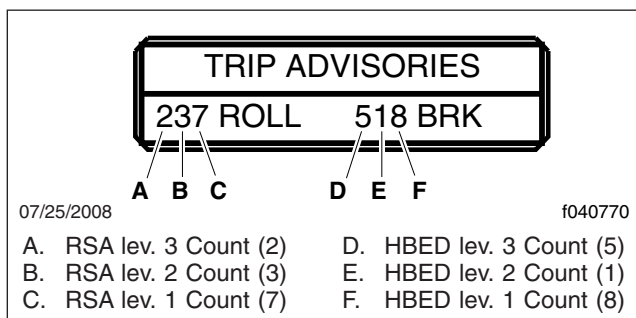 TRIP ADVISORIES
237 ROLL 518 BRK
A B C D E F
07/25/2008 f040770
A. RSA lev. 3 Count (2) D. HBED lev. 3 Count (5)
B. RSA lev. 2 Count (3) E. HBED lev. 2 Count (1)
C. RSA lev. 1 Count (7) F. HBED lev. 1 Count (8)